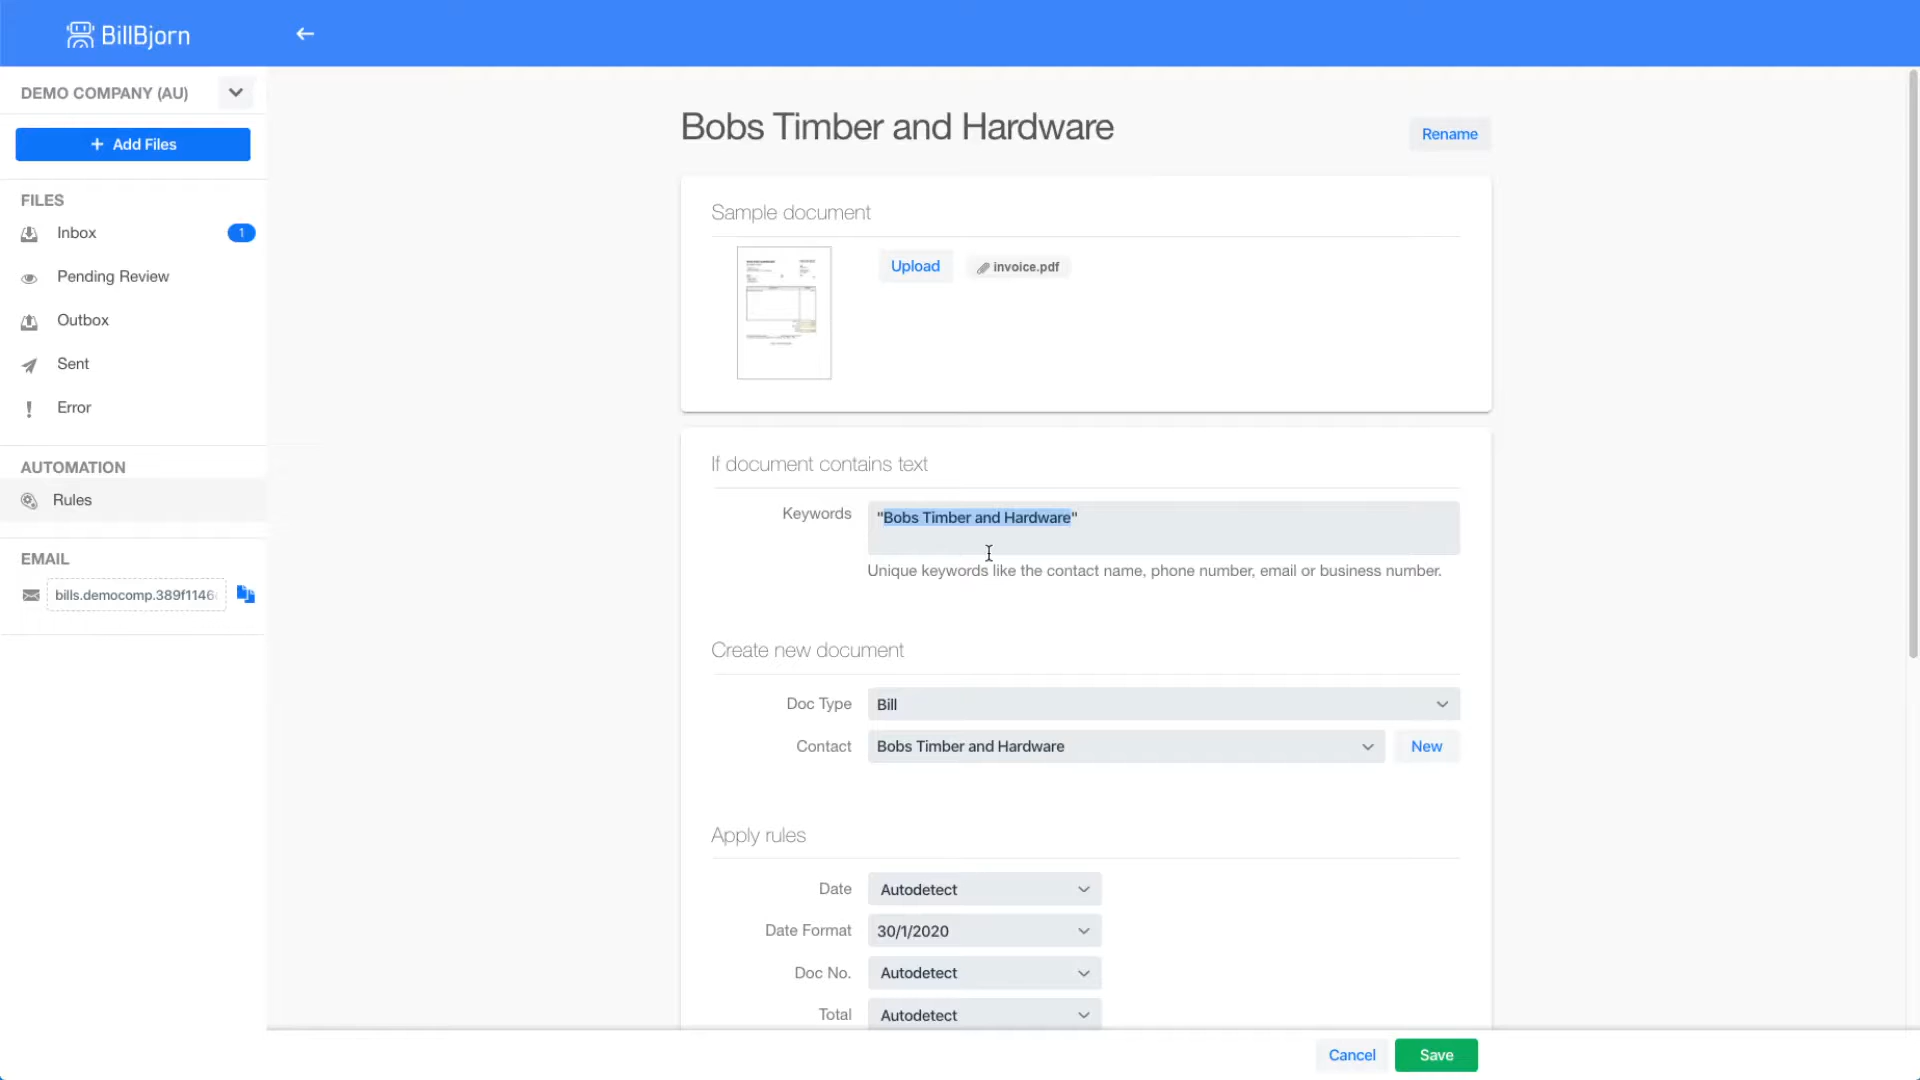 BillBjorn
DEMO COMPANY (AU)
+ Add Files
FILES
Inbox 1
Pending Review
Outbox
Sent
Error
AUTOMATION
Rules
EMAIL
bills.democomp.389f1146
Bobs Timber and Hardware
Rename
Sample document
Upload
invoice.pdf
If document contains text
Keywords
"Bobs Timber and Hardware"
Unique keywords like the contact name, phone number, email or business number.
Create new document
Doc Type Bill
Contact Bobs Timber and Hardware New
Apply rules
Date Autodetect
Date Format 30/1/2020
Doc No. Autodetect
Total Autodetect
Cancel Save